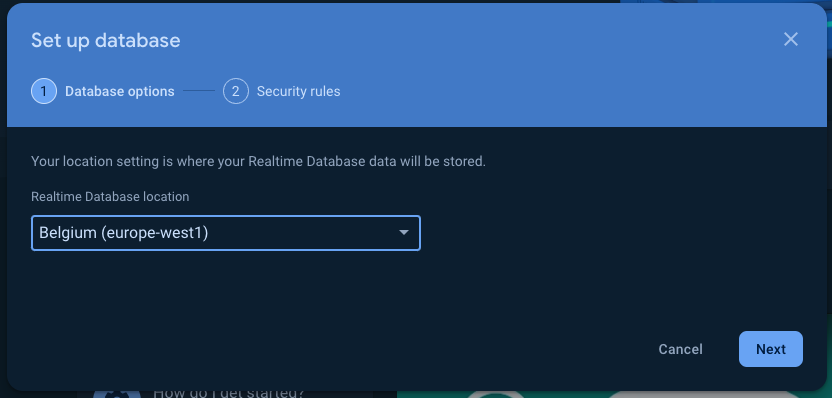 Set up database
1 Database options 2 Security rules
Your location setting is where your Realtime Database data will be stored.
Realtime Database location
Belgium (europe-west1)
Cancel Next
How do I get started?